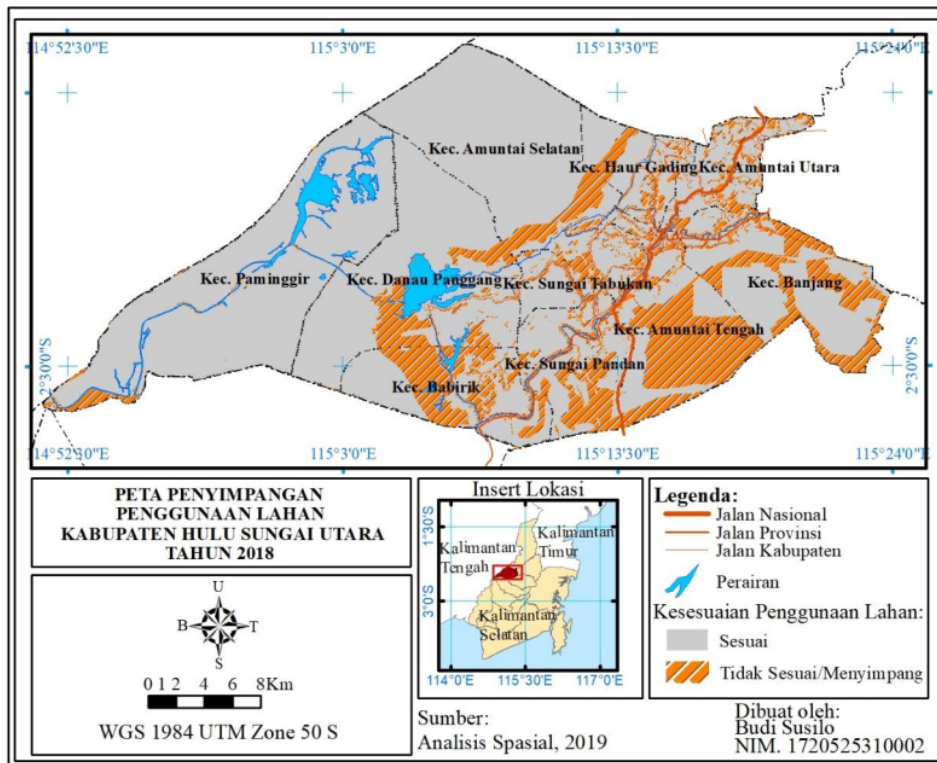 114°52'30"E 115°3'0"E 115°13'30"E 115°24'0"E
Kec. Amuntai Selatan
Kec. Haur Gading
Kec. Amuntai Utara
Kec. Paminggir
Kec. Danau Panggang
Kec. Sungai Tabukan
Kec. Banjang
Kec. Amuntai Tengah
Kec. Sungai Pandan
Kec. Babirik
2°30'0"S
2°30'0"S
114°52'30"E 115°3'0"E 115°13'30"E 115°24'0"E
PETA PENYIMPANGAN
PENGGUNAAN LAHAN
KABUPATEN HULU SUNGAI UTARA
TAHUN 2018
U
B T
S
0 1 2 4 6 8Km
WGS 1984 UTM Zone 50 S
Insert Lokasi
1°30'S
3°0'S
Kalimantan
Tengah
Kalimantan
Timur
Kalimantan
Selatan
114°0'E 115°30'E 117°0'E
Sumber:
Analisis Spasial, 2019
Legenda:
Jalan Nasional
Jalan Provinsi
Jalan Kabupaten
Perairan
Kesesuaian Penggunaan Lahan:
Sesuai
Tidak Sesuai/Menyimpang
Dibuat oleh:
Budi Susilo
NIM. 1720525310002